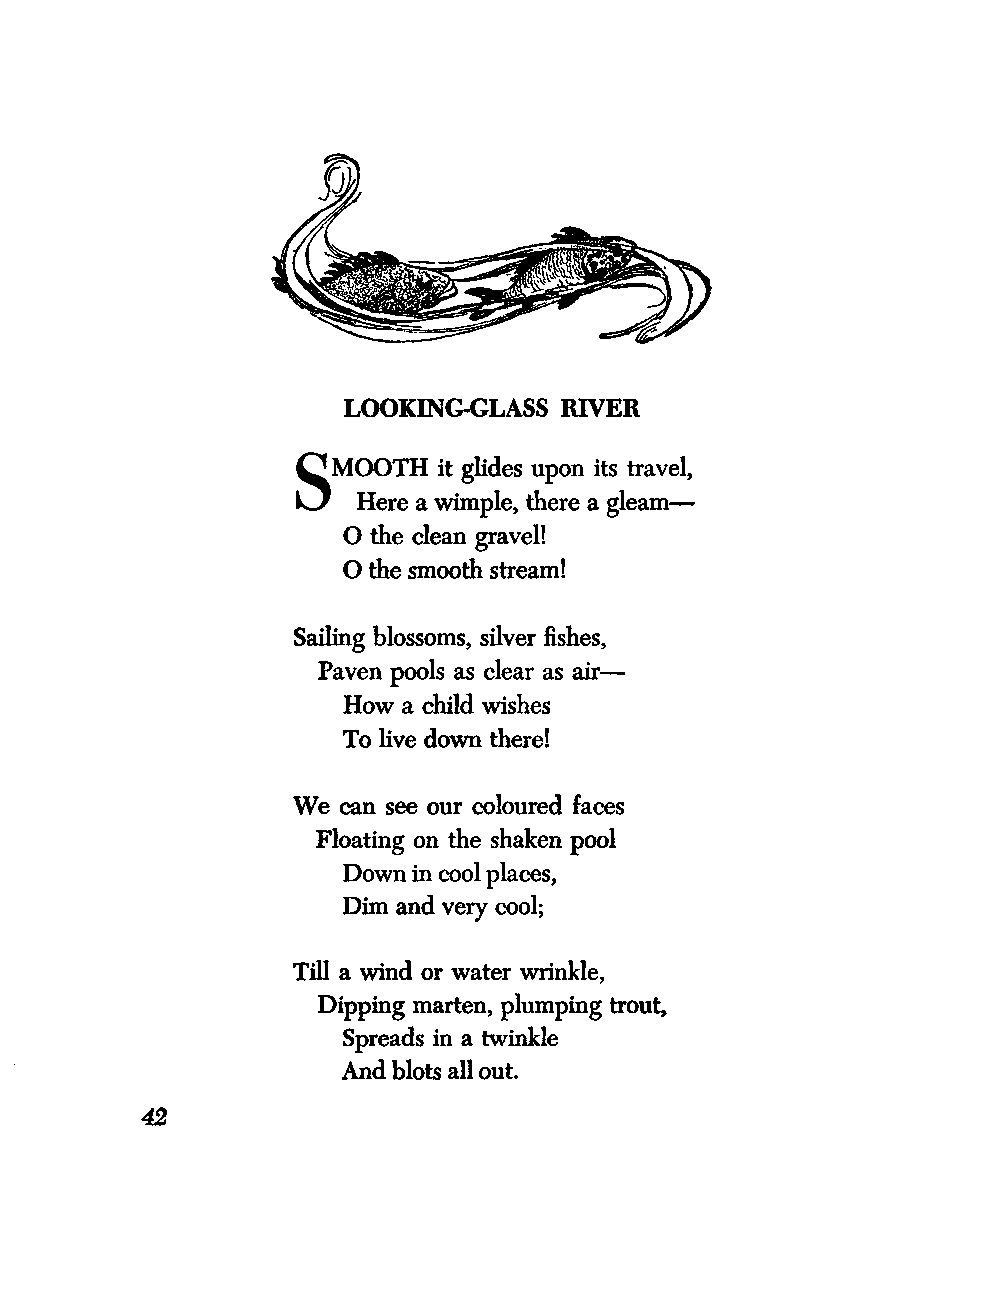 LOOKING-GLASS RIVER
SMOOTH it glides upon its travel,
Here a wimple, there a gleam—
O the clean gravel!
O the smooth stream!
Sailing blossoms, silver fishes,
Paven pools as clear as air—
How a child wishes
To live down there!
We can see our coloured faces
Floating on the shaken pool
Down in cool places,
Dim and very cool;
Till a wind or water wrinkle,
Dipping marten, plumping trout,
Spreads in a twinkle
And blots all out.
42